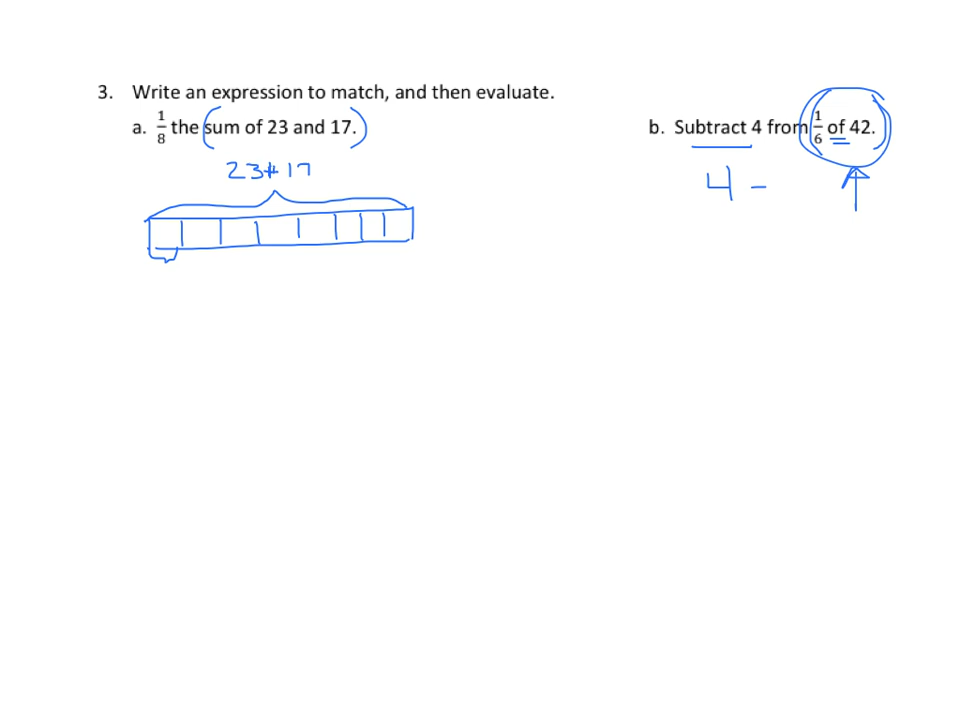 3. Write an expression to match, and then evaluate.
a. 1/8 the (sum of 23 and 17.)
23+17
b. Subtract 4 from (1/6 of 42.)
4 -